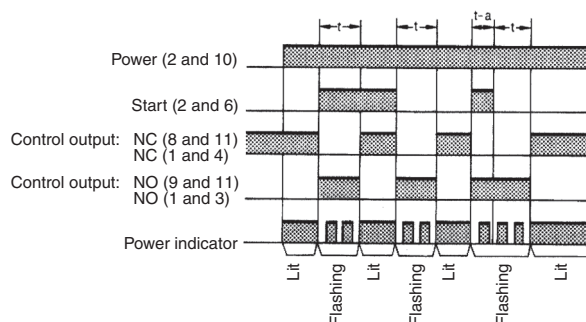 t t t-a t
Power (2 and 10)
Start (2 and 6)
Control output: NC (8 and 11)
NC (1 and 4)
Control output: NO (9 and 11)
NO (1 and 3)
Power indicator
Lit Flashing Lit Flashing Lit Flashing Lit